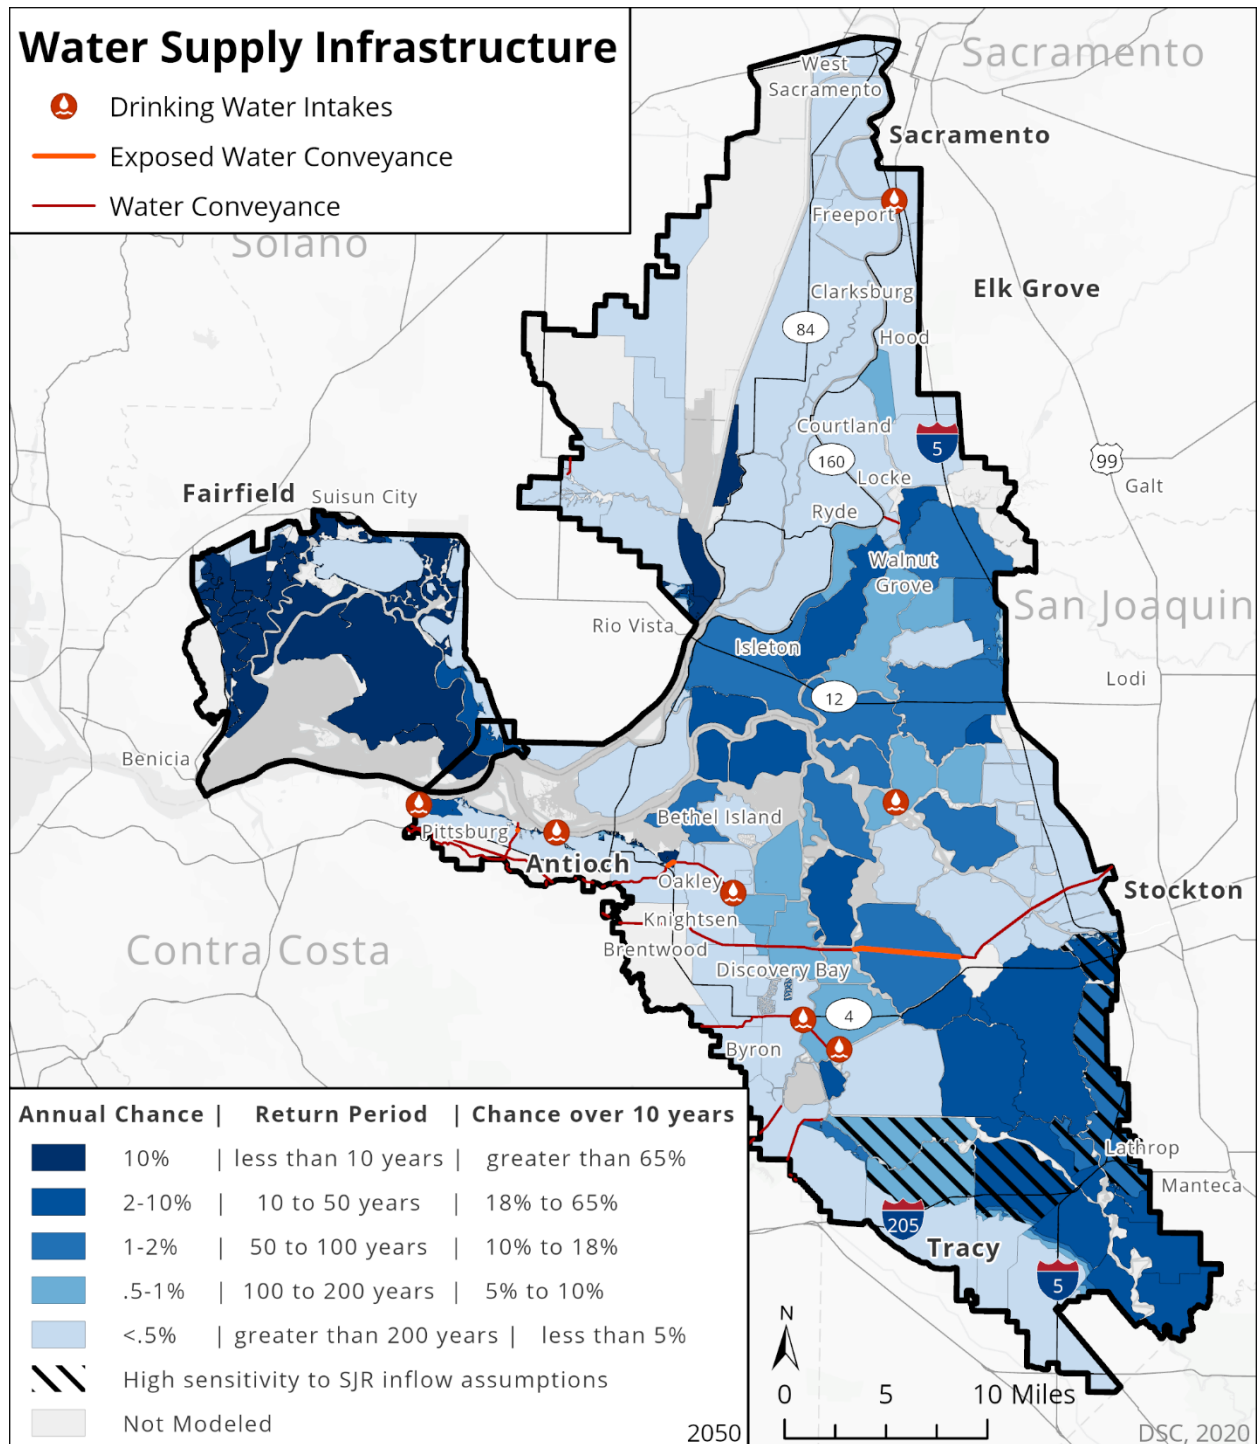 Water Supply Infrastructure
Drinking Water Intakes
Exposed Water Conveyance
Water Conveyance
Sacramento
West
Sacramento
Sacramento
Freeport
Solano
Clarksburg
Elk Grove
84
Hood
Courtland
5
160
99
Locke
Galt
Fairfield
Suisun City
Ryde
Walnut
Grove
San Joaquin
Rio Vista
Isleton
Lodi
12
Benicia
Bethel Island
Pittsburg
Antioch
Oakley
Stockton
Knightsen
Brentwood
Contra Costa
Discovery Bay
4
Byron
Annual Chance | Return Period | Chance over 10 years
10% | less than 10 years | greater than 65%
2-10% | 10 to 50 years | 18% to 65%
1-2% | 50 to 100 years | 10% to 18%
.5-1% | 100 to 200 years | 5% to 10%
<.5% | greater than 200 years | less than 5%
High sensitivity to SJR inflow assumptions
Not Modeled
Lathrop
Manteca
205
Tracy
5
N
0 5 10 Miles
2050
DSC, 2020